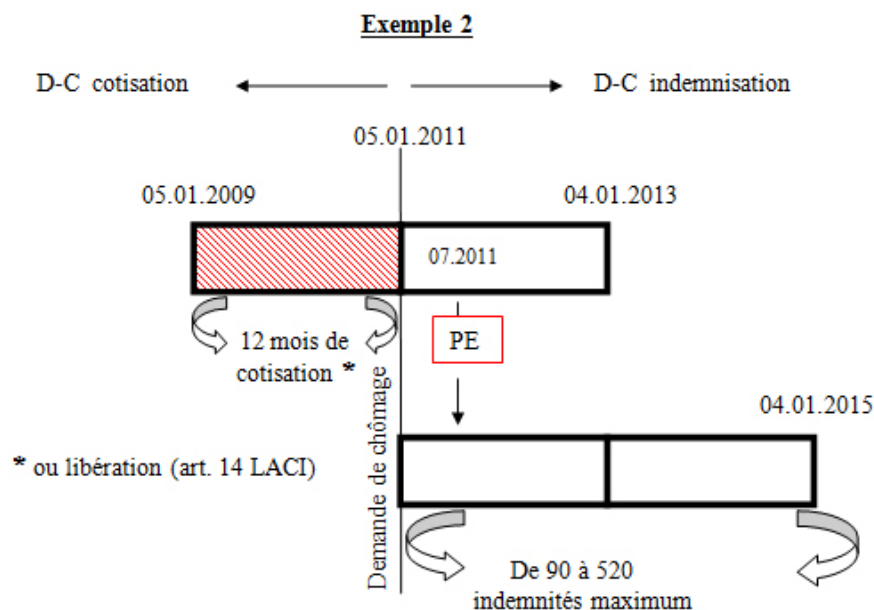 Exemple 2
D-C cotisation
D-C indemnisation
05.01.2011
05.01.2009
04.01.2013
07.2011
12 mois de
cotisation *
PE
Demande de chômage
04.01.2015
* ou libération (art. 14 LACI)
De 90 à 520
indemnités maximum